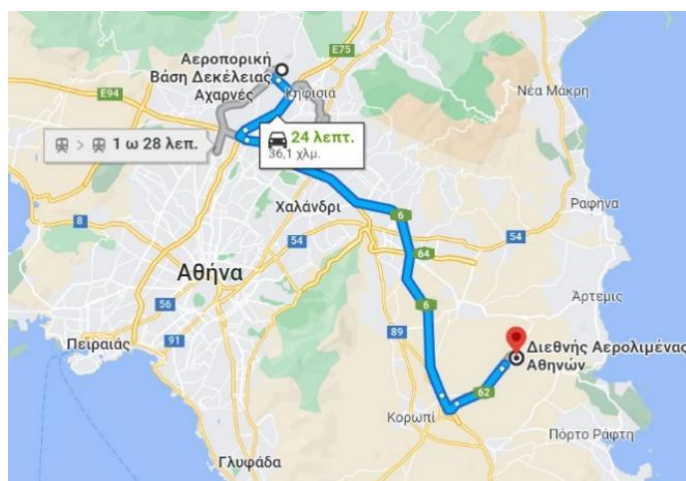 Αεροπορική
Βάση Δεκέλειας
Αχαρνές
Κηφισιά
E75
E94
Νέα Μάκρη
1 ω 28 λεπ.
24 λεπτ.
36,1 χλμ.
Χαλάνδρι
6
Ραφήνα
8
54
54
64
Αθήνα
6
Άρτεμις
56
Πειραιάς
91
89
Διεθνής Αερολιμένας
Αθηνών
62
Κορωπί
Πόρτο Ράφτη
Γλυφάδα